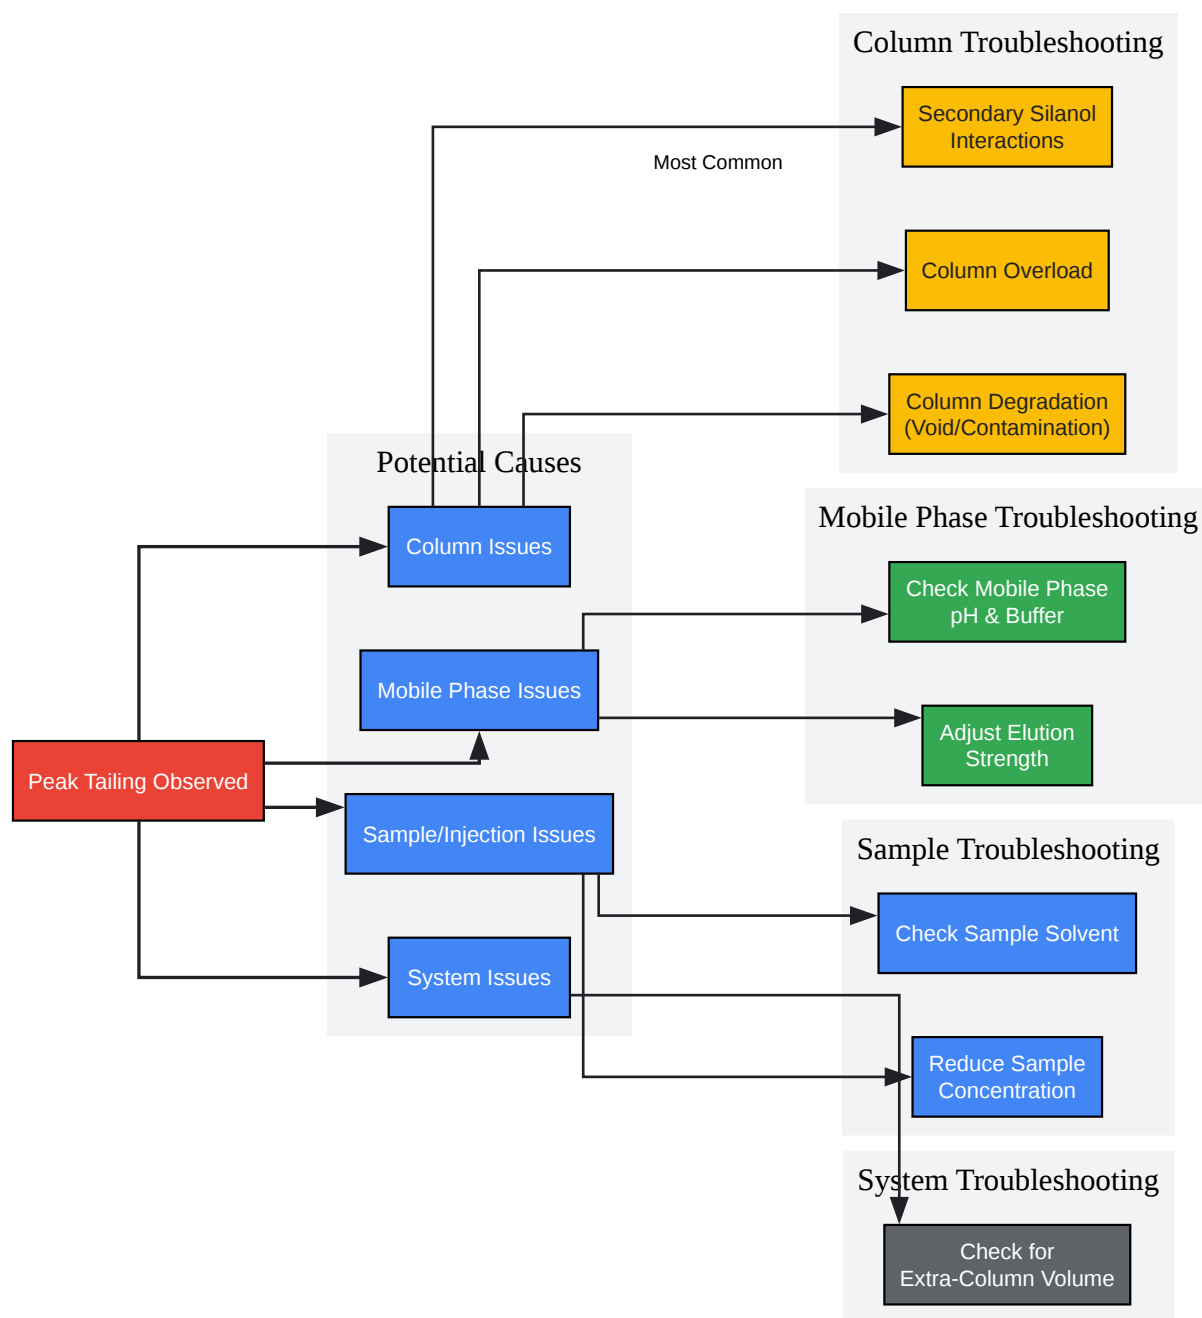 Column Troubleshooting
Secondary Silanol
Interactions
Most Common
Column Overload
Column Degradation
(Void/Contamination)
Potential Causes
Column Issues
Mobile Phase Troubleshooting
Check Mobile Phase
pH & Buffer
Mobile Phase Issues
Adjust Elution
Strength
Peak Tailing Observed
Sample/Injection Issues
Sample Troubleshooting
Check Sample Solvent
System Issues
Reduce Sample
Concentration
System Troubleshooting
Check for
Extra-Column Volume